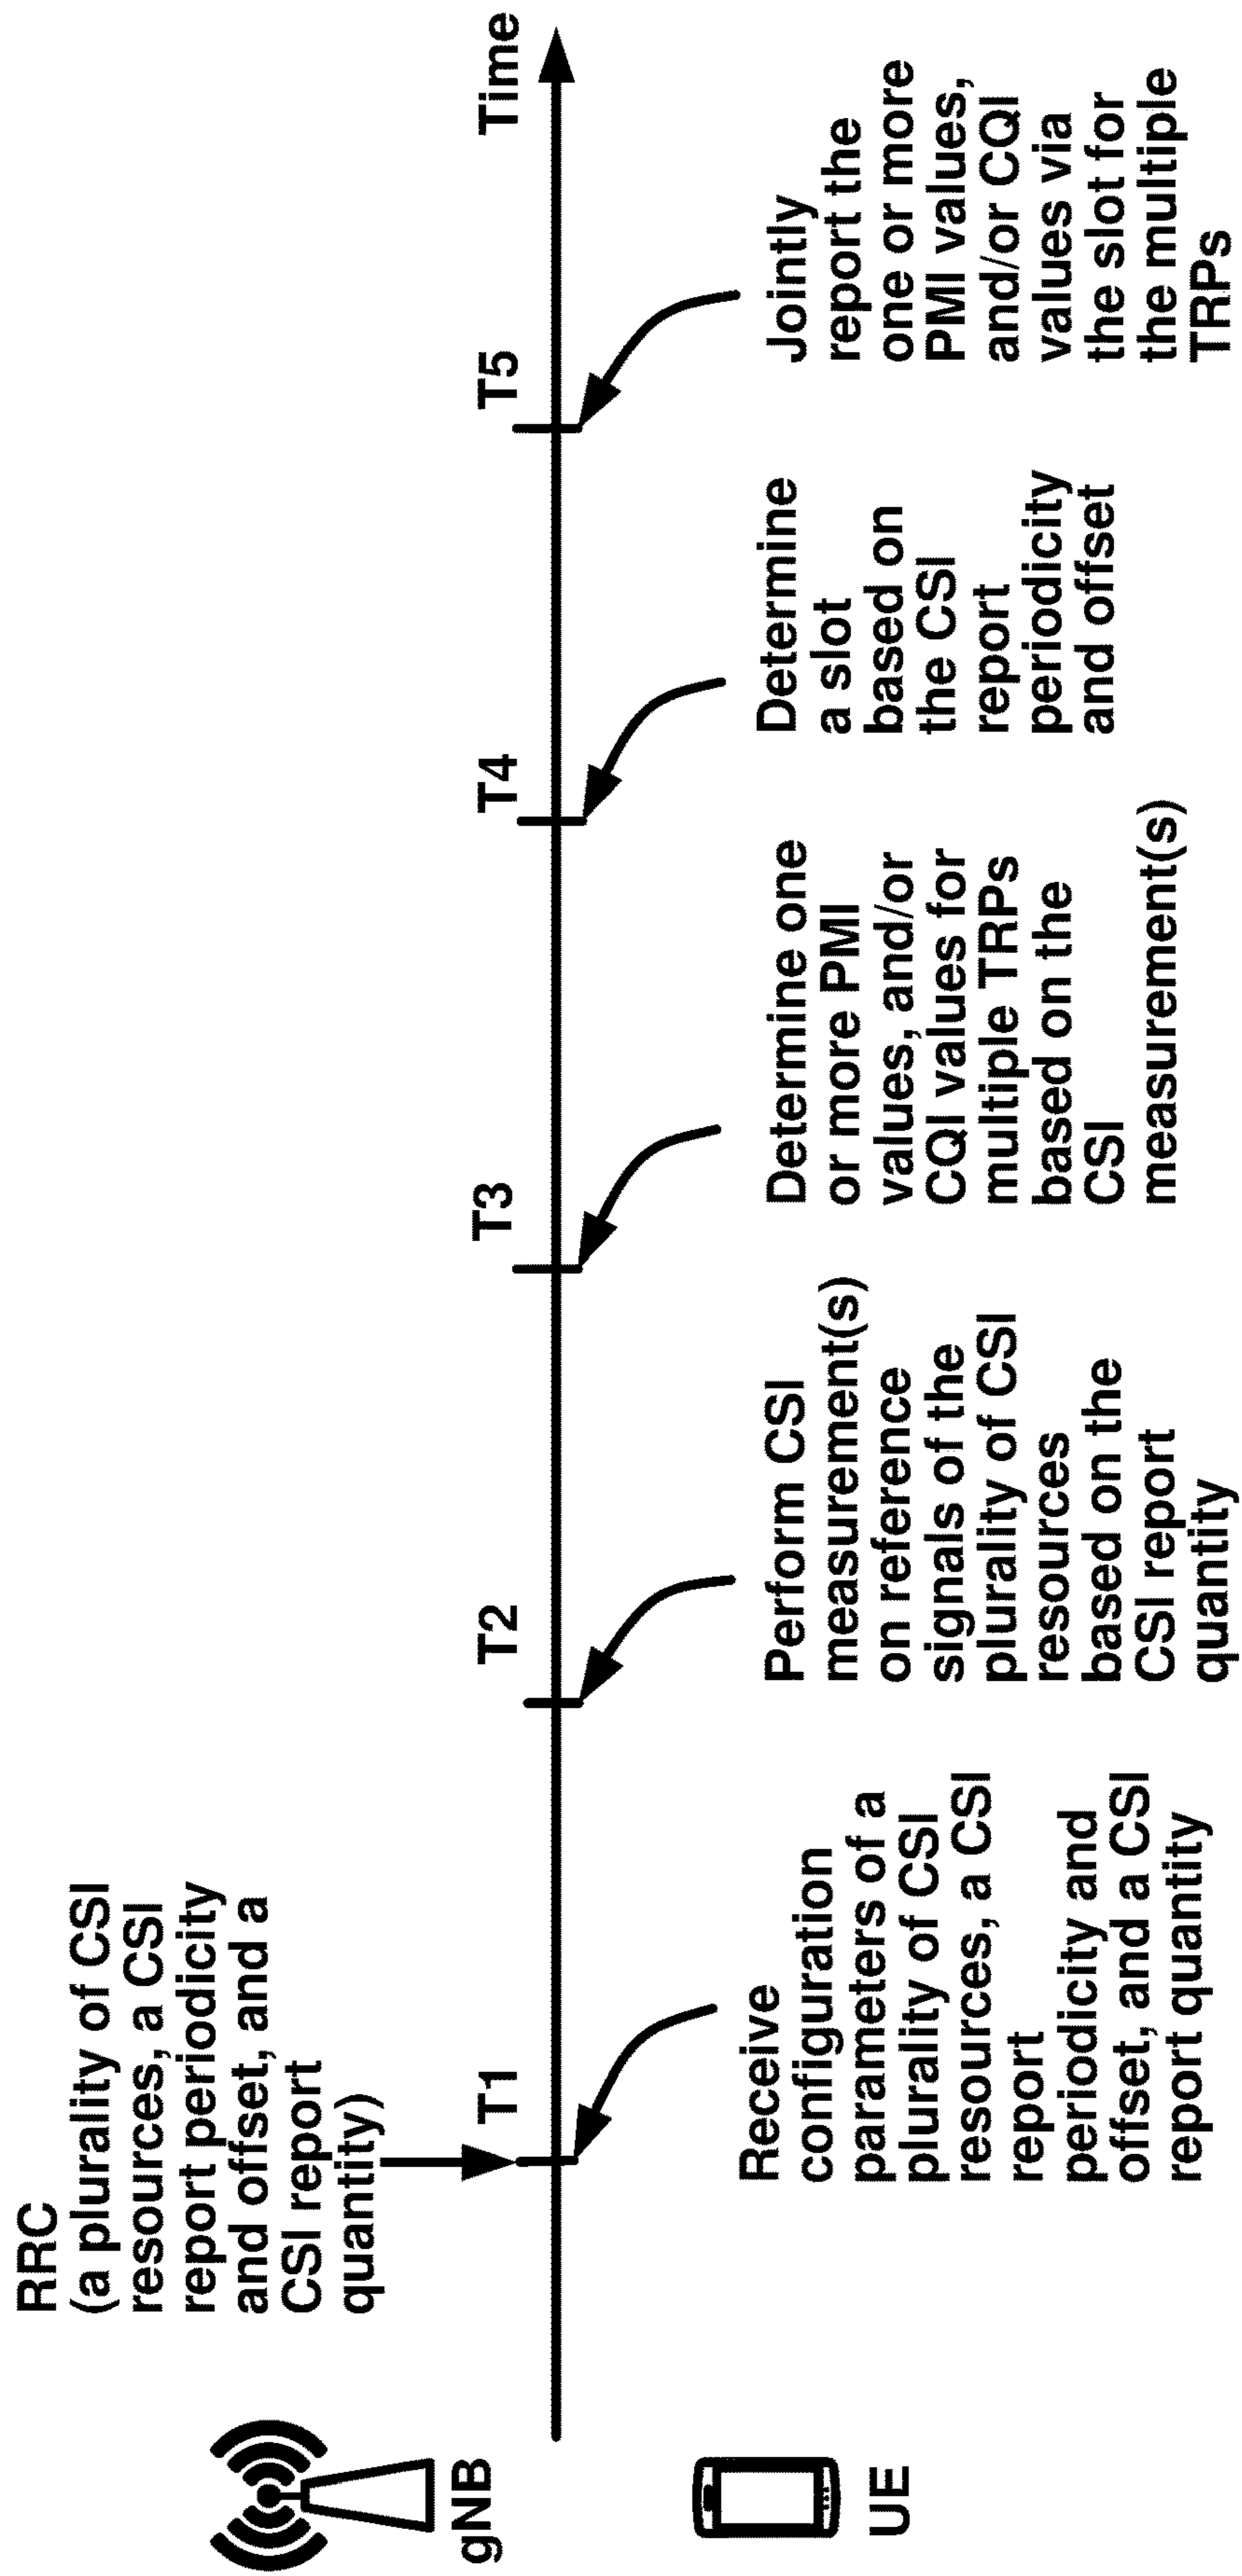 RRC
(a plurality of CSI
resources, a CSI
report periodicity
and offset, and a
CSI report
quantity)
gNB
UE
T1
T2
T3
T4
T5
Time
Receive
configuration
parameters of a
plurality of CSI
resources, a CSI
report
periodicity and
offset, and a CSI
report quantity
Perform CSI
measurement(s)
on reference
signals of the
plurality of CSI
resources
based on the
CSI report
quantity
Determine one
or more PMI
values, and/or
CQI values for
multiple TRPs
based on the
CSI
measurement(s)
Determine
a slot
based on
the CSI
report
periodicity
and offset
Jointly
report the
one or more
PMI values,
and/or CQI
values via
the slot for
the multiple
TRPs